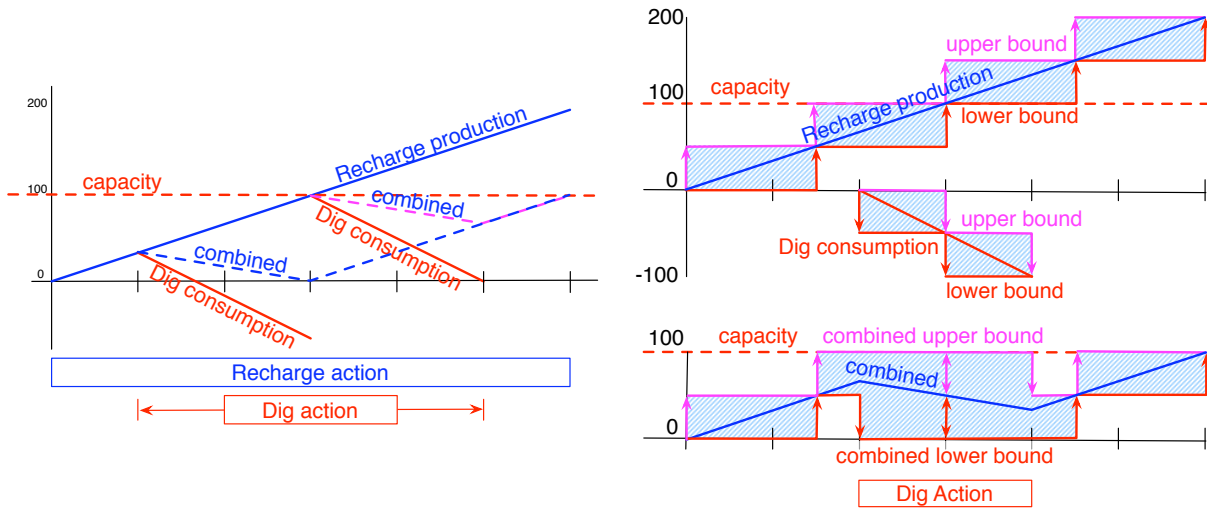 200
100
0
capacity
Recharge production
combined
combined
Dig consumption
Dig consumption
Recharge action
Dig action
200
100
0
-100
upper bound
capacity
Recharge production
lower bound
upper bound
Dig consumption
lower bound
100
0
capacity
combined upper bound
combined
combined lower bound
Dig Action